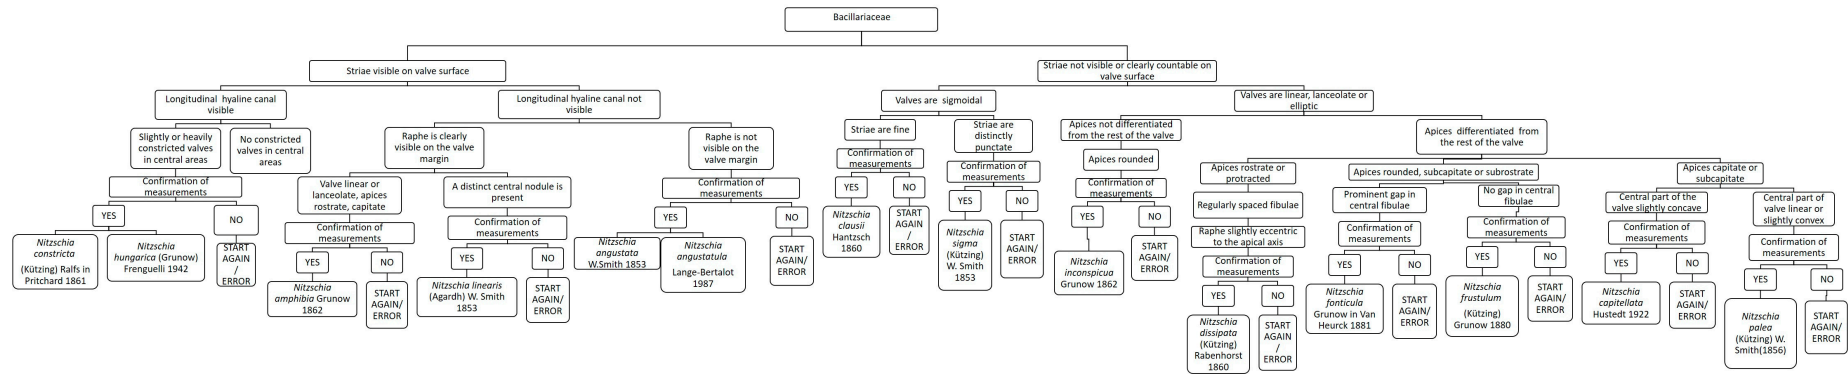 Bacillariaceae
Striae visible on valve surface
Striae not visible or clearly countable on
valve surface
Longitudinal hyaline canal
visible
Longitudinal hyaline canal not
visible
Valves are sigmoidal
Valves are linear, lanceolate or
elliptic
Slightly or heavily
constricted valves
in central areas
No constricted
valves in central
areas
Raphe is clearly
visible on the valve
margin
Raphe is not
visible on the
valve margin
Striae are fine
Striae are
distinctly
punctate
Apices not differentiated
from the rest of the valve
Apices differentiated from
the rest of the valve
Confirmation of
measurements
Valve linear or
lanceolate, apices
rostrate, capitate
A distinct central nodule is
present
Confirmation of
measurements
Confirmation of
measurements
Confirmation of
measurements
Apices rounded
Apices rostrate or
protracted
Apices rounded, subcapitate or subrostrate
Apices capitate or
subcapitate
YES
NO
Confirmation of
measurements
Confirmation of
measurements
YES
NO
YES
NO
YES
NO
Confirmation of
measurements
Regularly spaced fibulae
Prominent gap in
central fibulae
No gap in central
fibulae
Central part of the
valve slightly concave
Central part of
valve linear or
slightly convex
Nitzschia
constricta
(Kützing) Ralfs in
Pritchard 1861
Nitzschia
hungarica (Grunow)
Frenguelli 1942
START
AGAIN
/
ERROR
YES
NO
YES
NO
Nitzschia
angustata
W.Smith 1853
Nitzschia
angustatula
Lange-Bertalot
1987
START
AGAIN/
ERROR
Nitzschia
clausii
Hantzsch
1860
START
AGAIN
/
ERROR
Nitzschia
sigma
(Kützing)
W. Smith
1853
START
AGAIN/
ERROR
YES
NO
Raphe slightly eccentric
to the apical axis
Confirmation of
measurements
Confirmation of
measurements
Confirmation of
measurements
Confirmation of
measurements
Nitzschia
amphibia Grunow
1862
START
AGAIN/
ERROR
Nitzschia linearis
(Agardh) W. Smith
1853
START
AGAIN/
ERROR
Nitzschia
inconspicua
Grunow 1862
START
AGAIN/
ERROR
Confirmation of
measurements
YES
NO
YES
NO
YES
NO
YES
NO
YES
NO
Nitzschia
dissipata
(Kützing)
Rabenhorst
1860
START
AGAIN
/
ERROR
Nitzschia
fonticula
Grunow in Van
Heurck 1881
START
AGAIN/
ERROR
Nitzschia
frustulum
(Kützing)
Grunow 1880
START
AGAIN/
ERROR
Nitzschia
capitellata
Hustedt 1922
START
AGAIN/
ERROR
Nitzschia
palea
(Kützing) W.
Smith(1856)
START
AGAIN/
ERROR